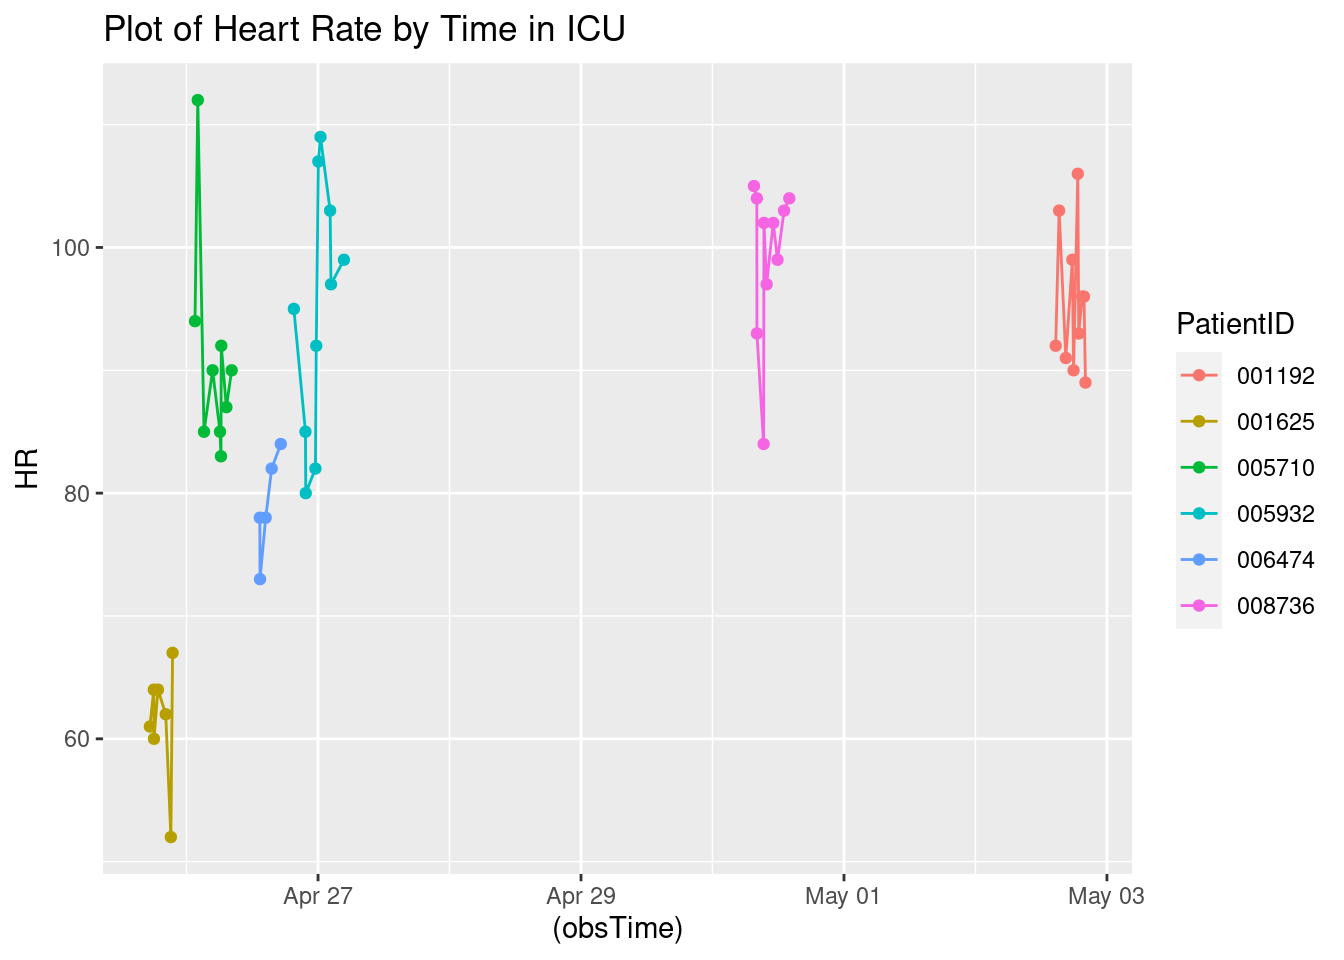 Plot of Heart Rate by Time in ICU
HR
100
80
60
Apr 27
Apr 29
May 01
May 03
(obsTime)
PatientID
001192
001625
005710
005932
006474
008736